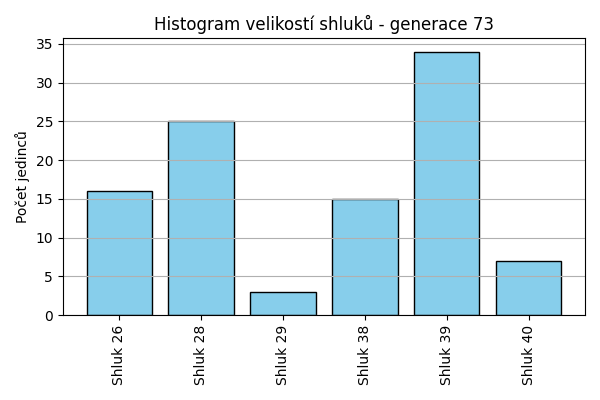 Histogram velikostí shluků - generace 73
Počet jedinců
35
30
25
20
15
10
5
0
Shluk 26
Shluk 28
Shluk 29
Shluk 38
Shluk 39
Shluk 40